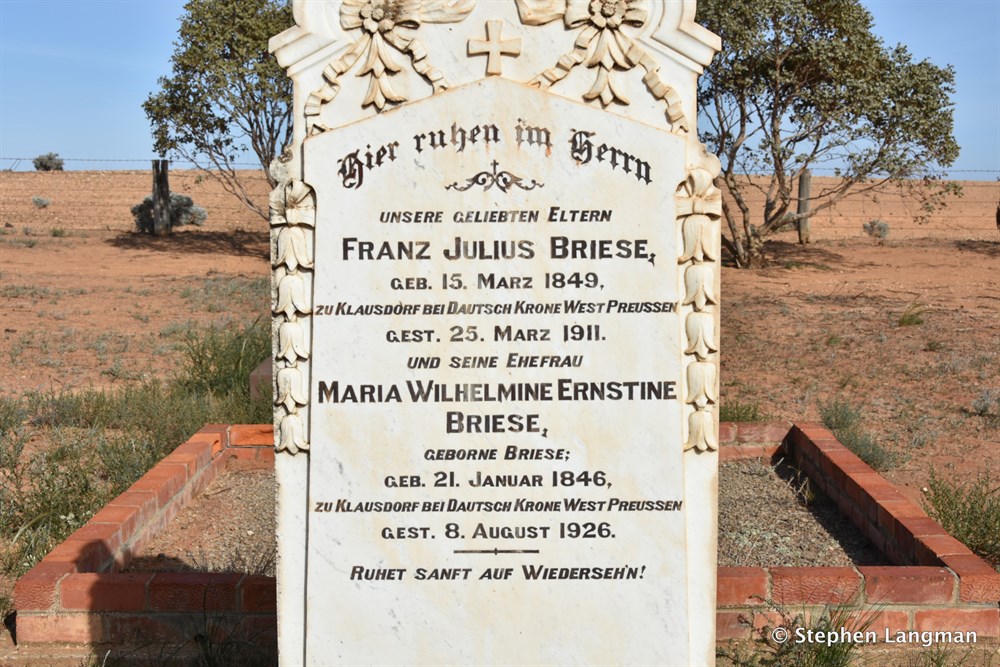 Hier ruhen im Herrn
UNSERE GELIEBTEN ELTERN
FRANZ JULIUS BRIESE,
GEB. 15. MARZ 1849,
ZU KLAUSDORF BEI DAUTSCH KRONE WEST PREUSSEN
GEST. 25. MARZ 1911.
UND SEINE EHEFRAU
MARIA WILHELMINE ERNSTINE
BRIESE,
GEBORNE BRIESE;
GEB. 21. JANUAR 1846,
ZU KLAUSDORF BEI DAUTSCH KRONE WEST PREUSSEN
GEST. 8. AUGUST 1926.
RUHET SANFT AUF WIEDERSEH'N!
© Stephen Langman